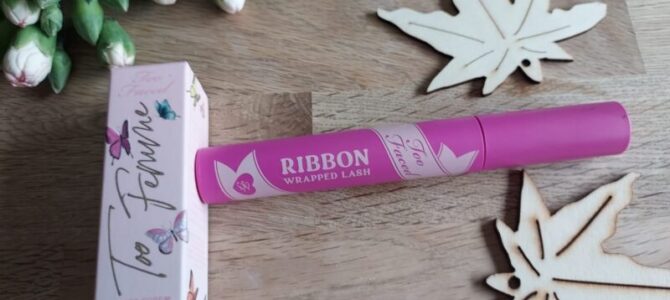 Too
Faced
Too Femme
RIBBON
WRAPPED LASH
Too
Faced